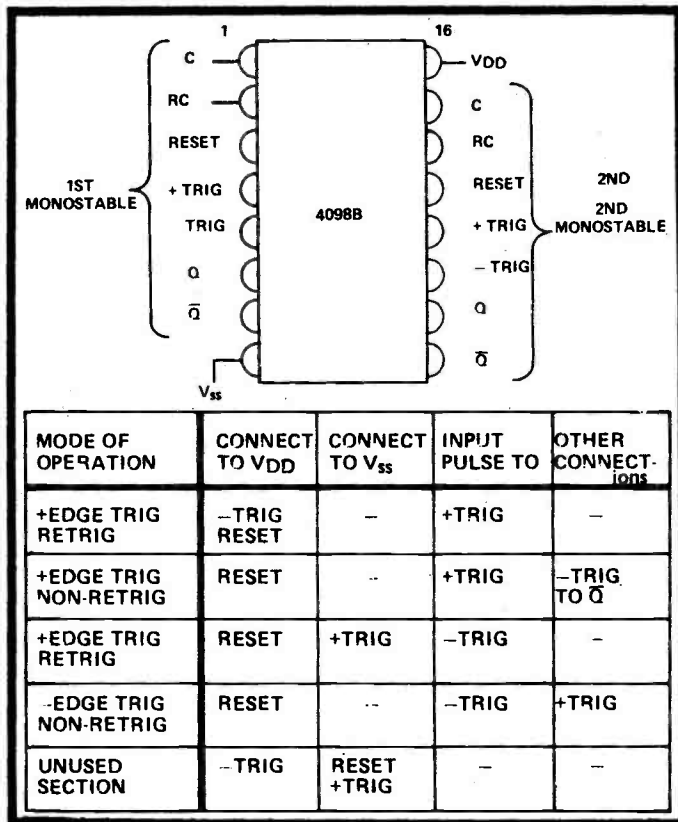 1 16
C VDD
RC C
RESET RC
+ TRIG RESET
TRIG + TRIG
Q – TRIG
Q̅ Q
Vss Q̅
1ST
MONOSTABLE
4098B
2ND
2ND
MONOSTABLE
MODE OF OPERATION CONNECT TO VDD CONNECT TO Vss INPUT PULSE TO OTHER CONNECT-ions
+EDGE TRIG RETRIG –TRIG RESET – +TRIG –
+EDGE TRIG NON-RETRIG RESET -- +TRIG –TRIG TO Q̅
+EDGE TRIG RETRIG RESET +TRIG –TRIG –
--EDGE TRIG NON-RETRIG RESET -- –TRIG +TRIG
UNUSED SECTION –TRIG RESET +TRIG – –